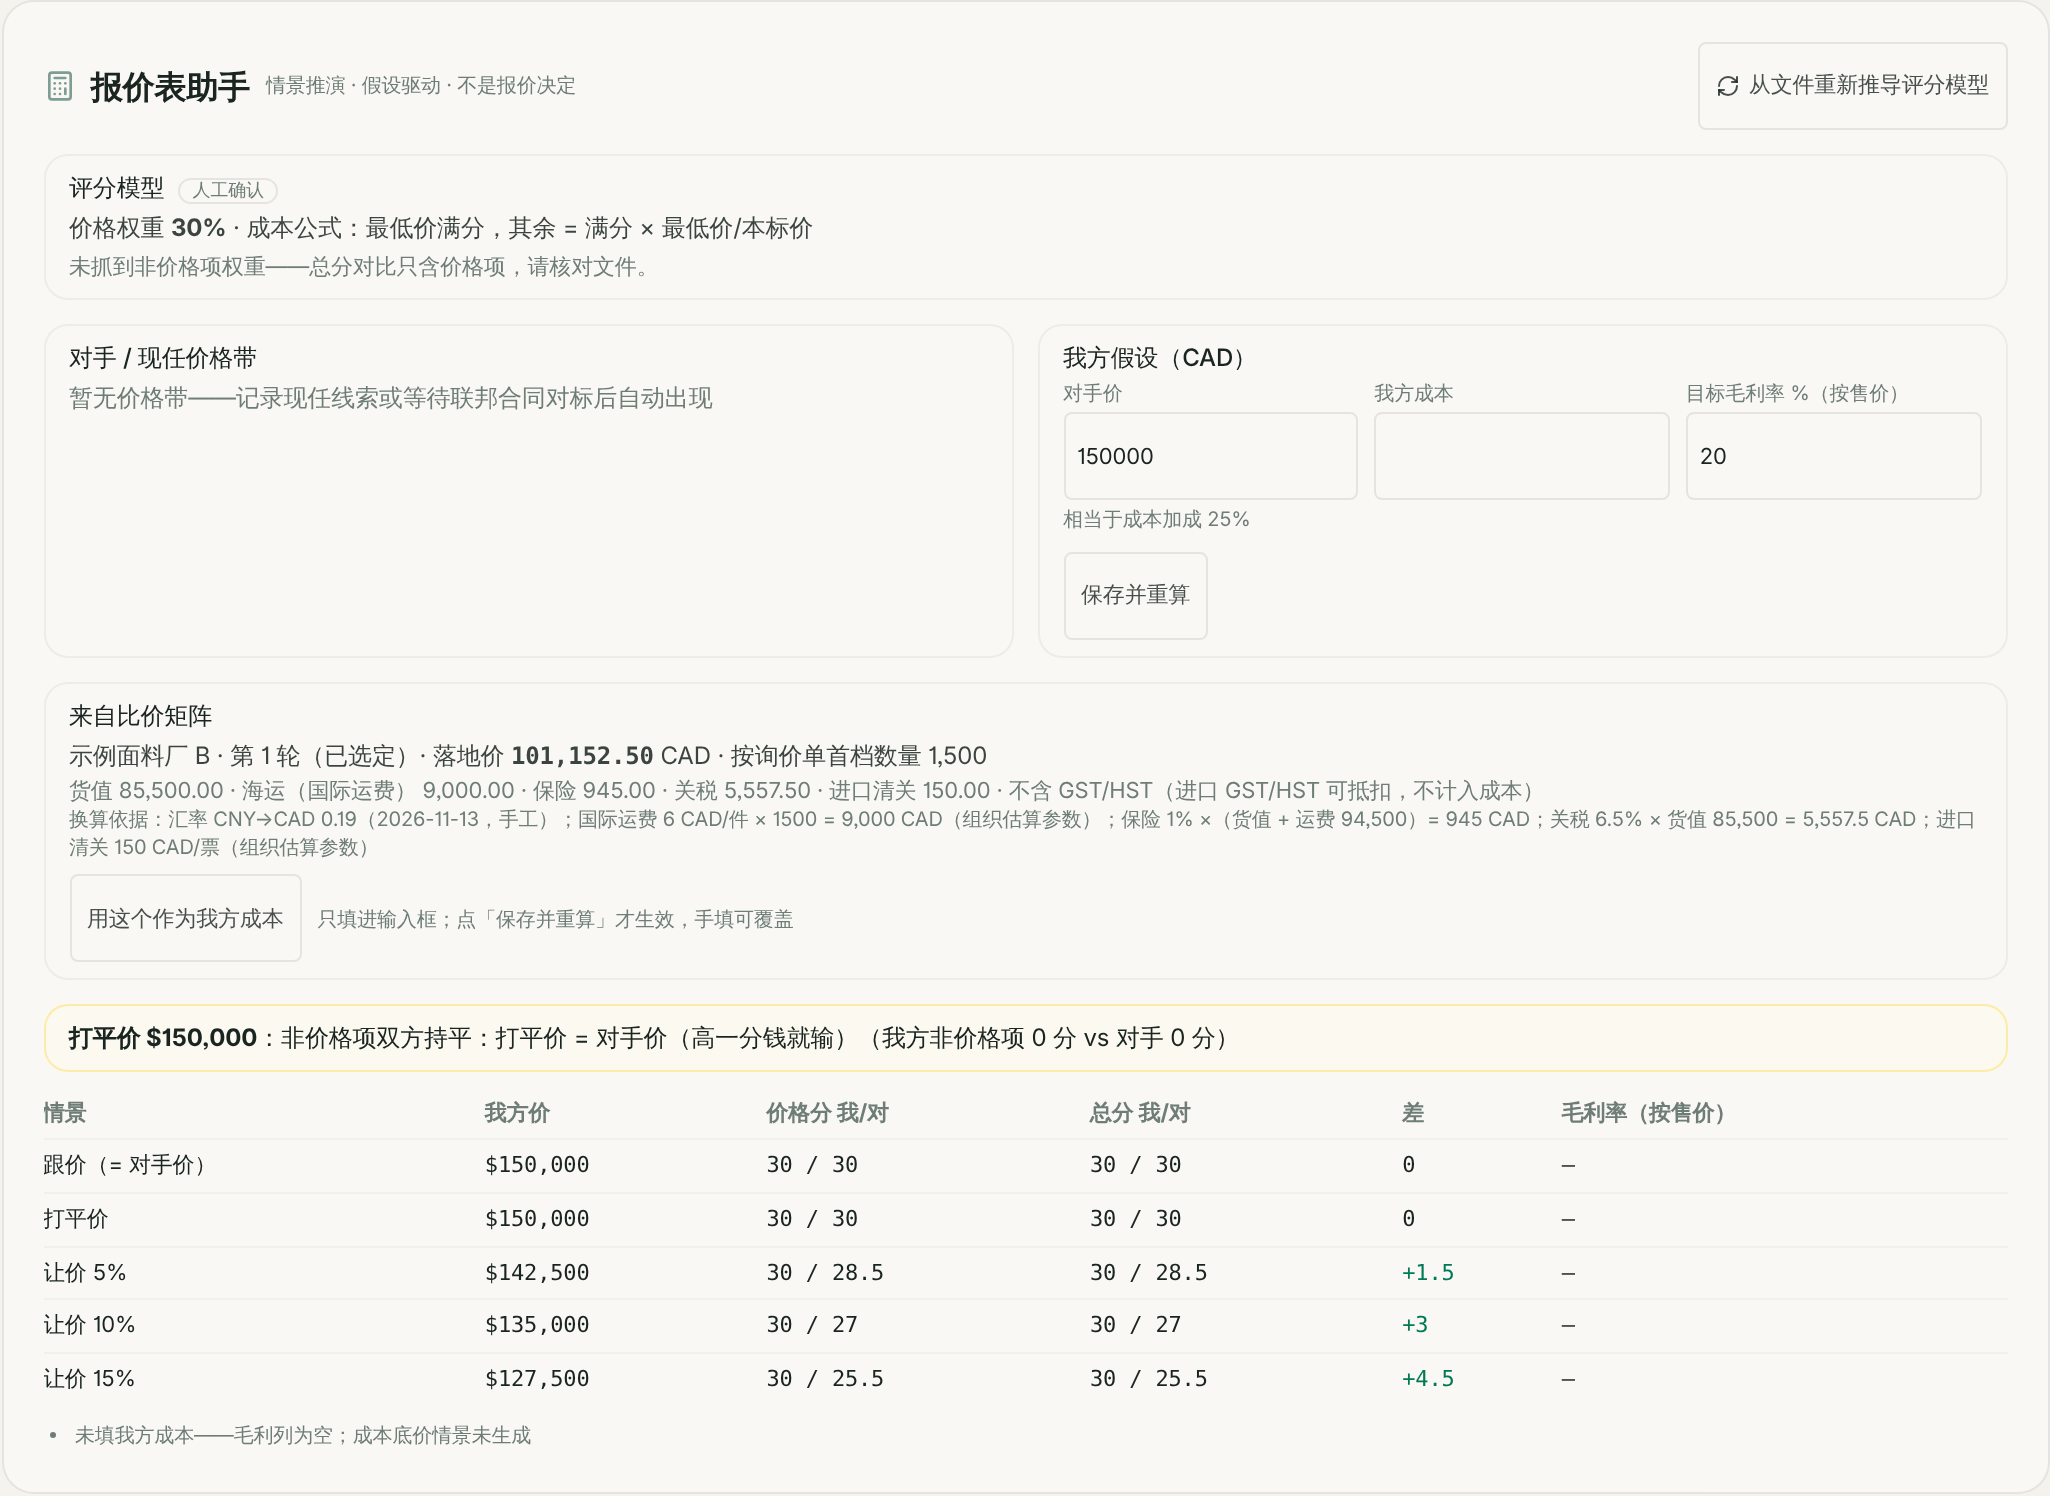 报价表助手 情景推演 · 假设驱动 · 不是报价决定
从文件重新推导评分模型
评分模型 人工确认
价格权重 30% · 成本公式：最低价满分，其余 = 满分 × 最低价/本标价
未抓到非价格项权重——总分对比只含价格项，请核对文件。
对手 / 现任价格带
暂无价格带——记录现任线索或等待联邦合同对标后自动出现
我方假设（CAD）
对手价 我方成本 目标毛利率 %（按售价）
150000 20
相当于成本加成 25%
保存并重算
来自比价矩阵
示例面料厂 B · 第 1 轮（已选定）· 落地价 101,152.50 CAD · 按询价单首档数量 1,500
货值 85,500.00 · 海运（国际运费） 9,000.00 · 保险 945.00 · 关税 5,557.50 · 进口清关 150.00 · 不含 GST/HST（进口 GST/HST 可抵扣，不计入成本）
换算依据：汇率 CNY→CAD 0.19（2026-11-13，手工）；国际运费 6 CAD/件 × 1500 = 9,000 CAD（组织估算参数）；保险 1% ×（货值 + 运费 94,500）= 945 CAD；关税 6.5% × 货值 85,500 = 5,557.5 CAD；进口
清关 150 CAD/票（组织估算参数）
用这个作为我方成本 只填进输入框；点「保存并重算」才生效，手填可覆盖
打平价 $150,000：非价格项双方持平：打平价 = 对手价（高一分钱就输）（我方非价格项 0 分 vs 对手 0 分）
情景 我方价 价格分 我/对 总分 我/对 差 毛利率（按售价）
跟价（= 对手价） $150,000 30 / 30 30 / 30 0 —
打平价 $150,000 30 / 30 30 / 30 0 —
让价 5% $142,500 30 / 28.5 30 / 28.5 +1.5 —
让价 10% $135,000 30 / 27 30 / 27 +3 —
让价 15% $127,500 30 / 25.5 30 / 25.5 +4.5 —
• 未填我方成本——毛利列为空；成本底价情景未生成